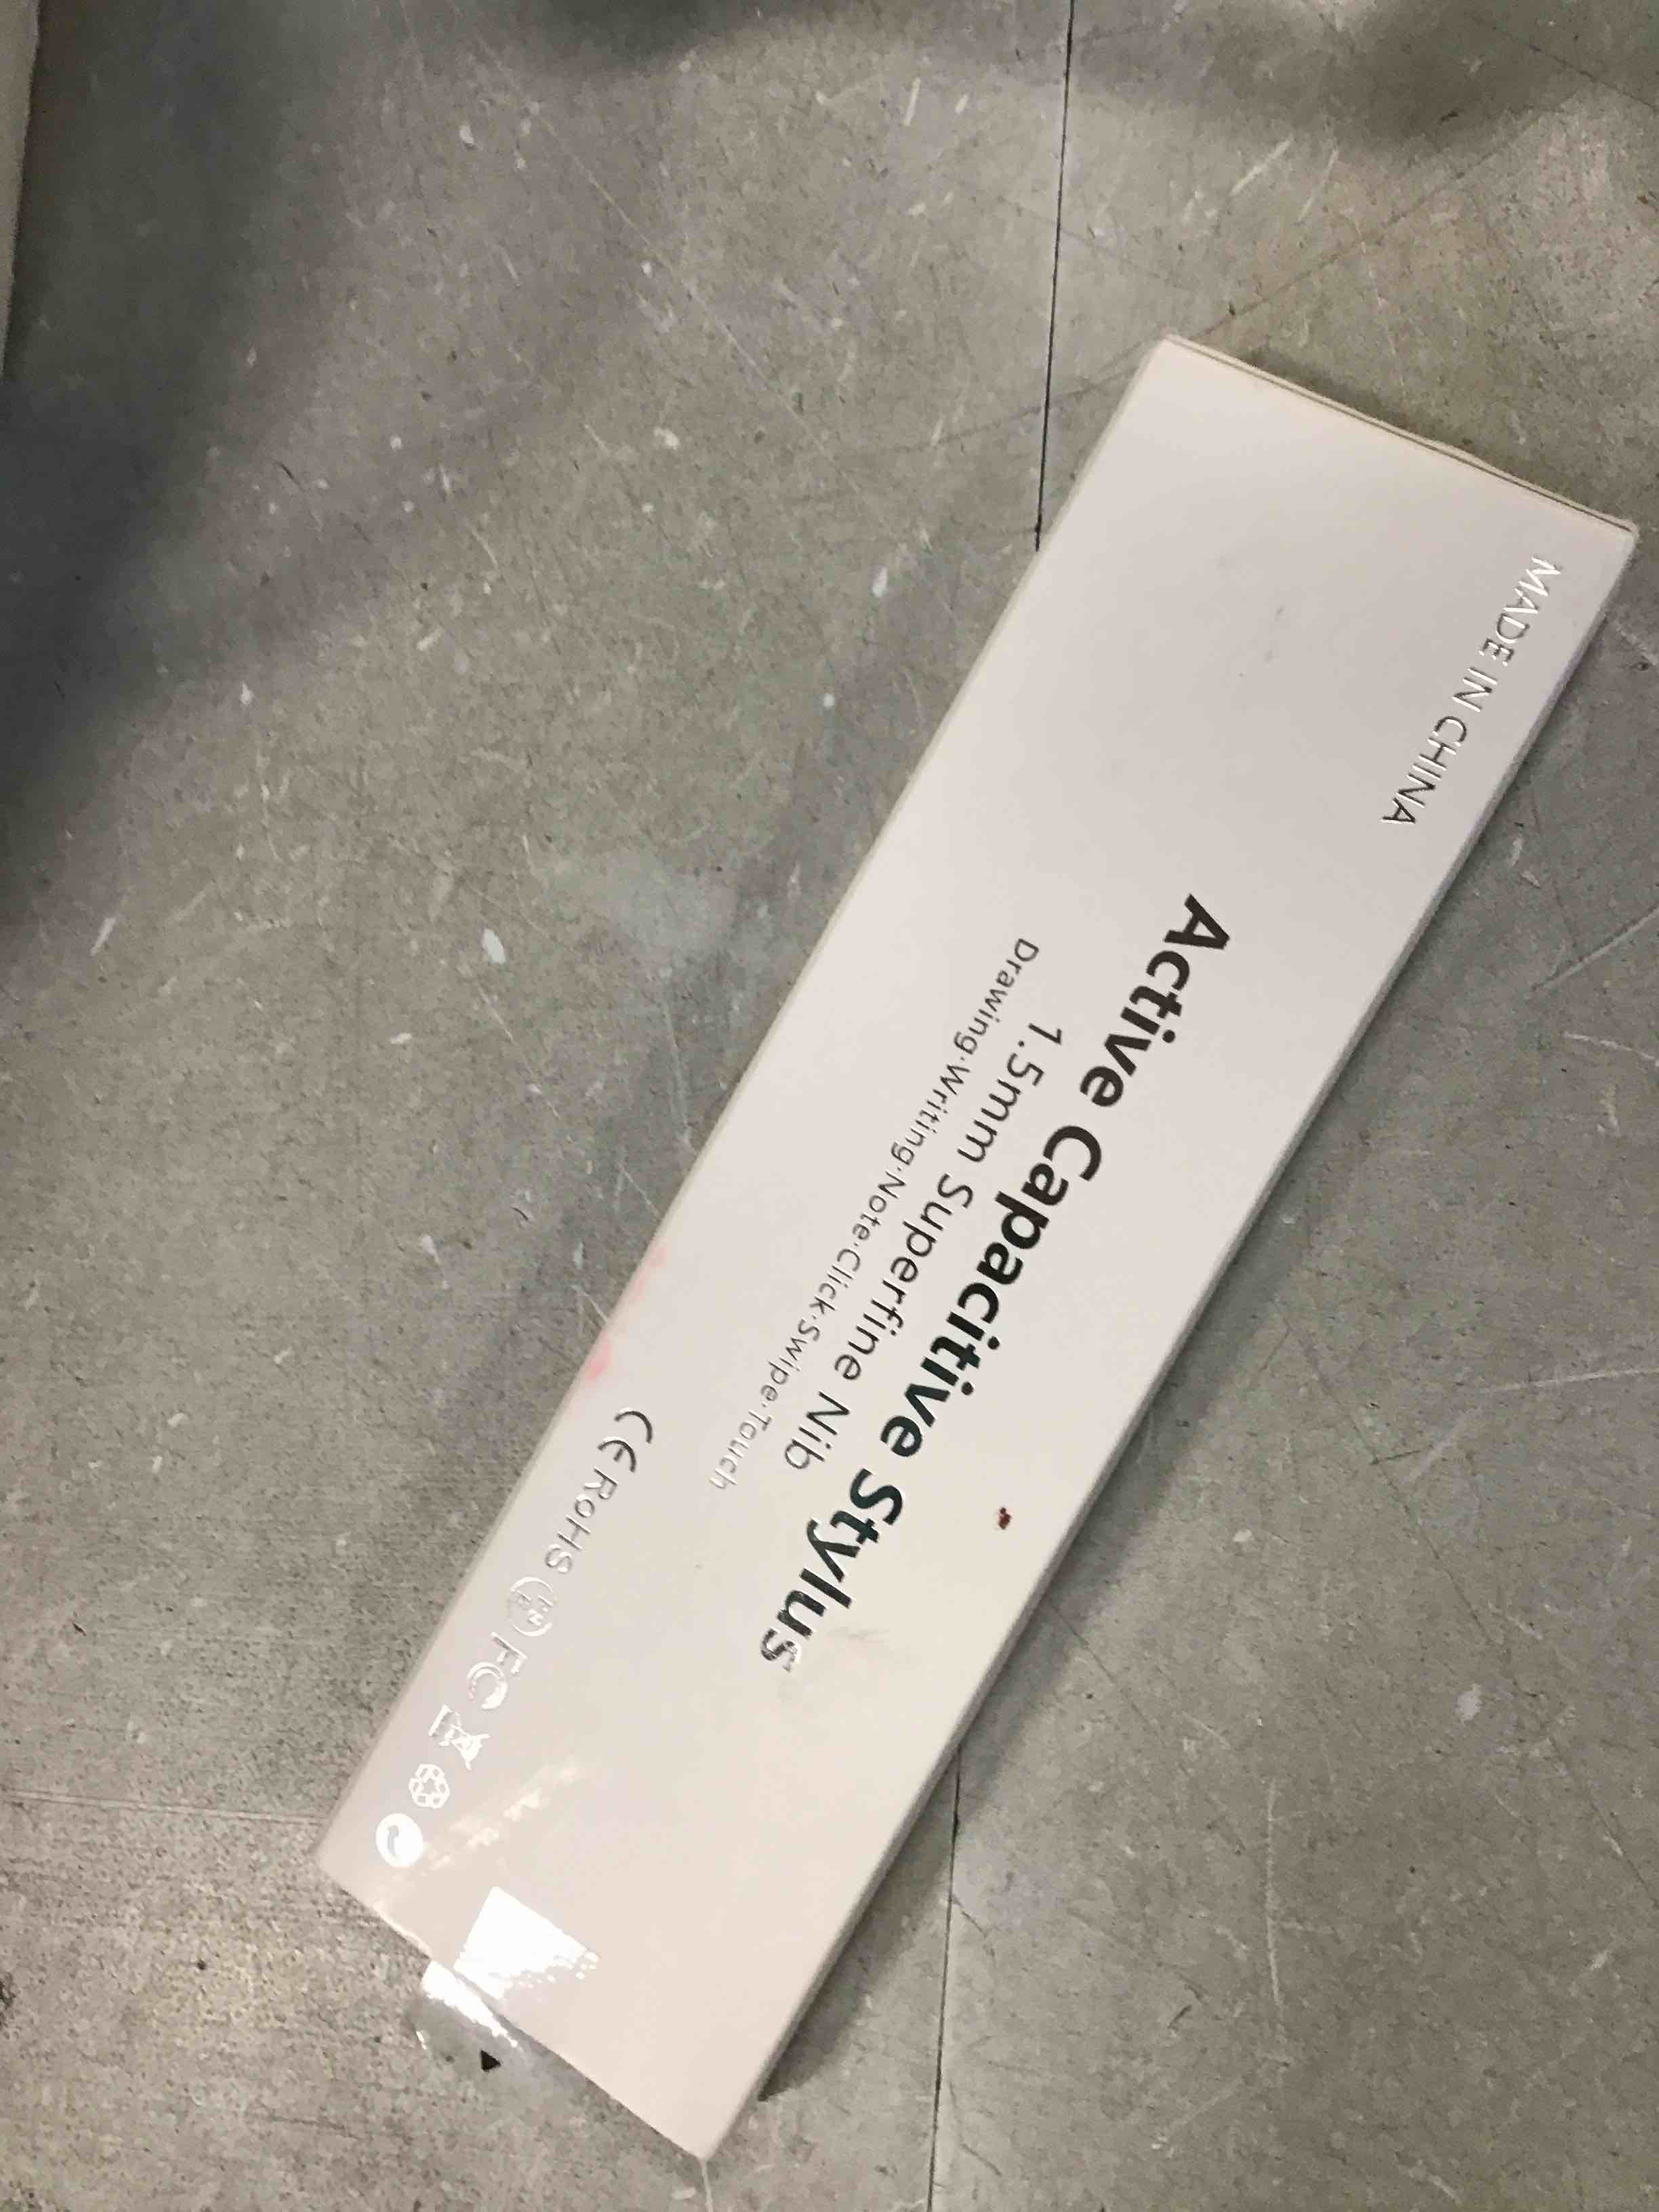 MADE IN CHINA
Active Capacitive Stylus
1.5mm Superfine Nib
Drawing·Writing·Note·Click·Swipe·Touch
CE RoHS FC